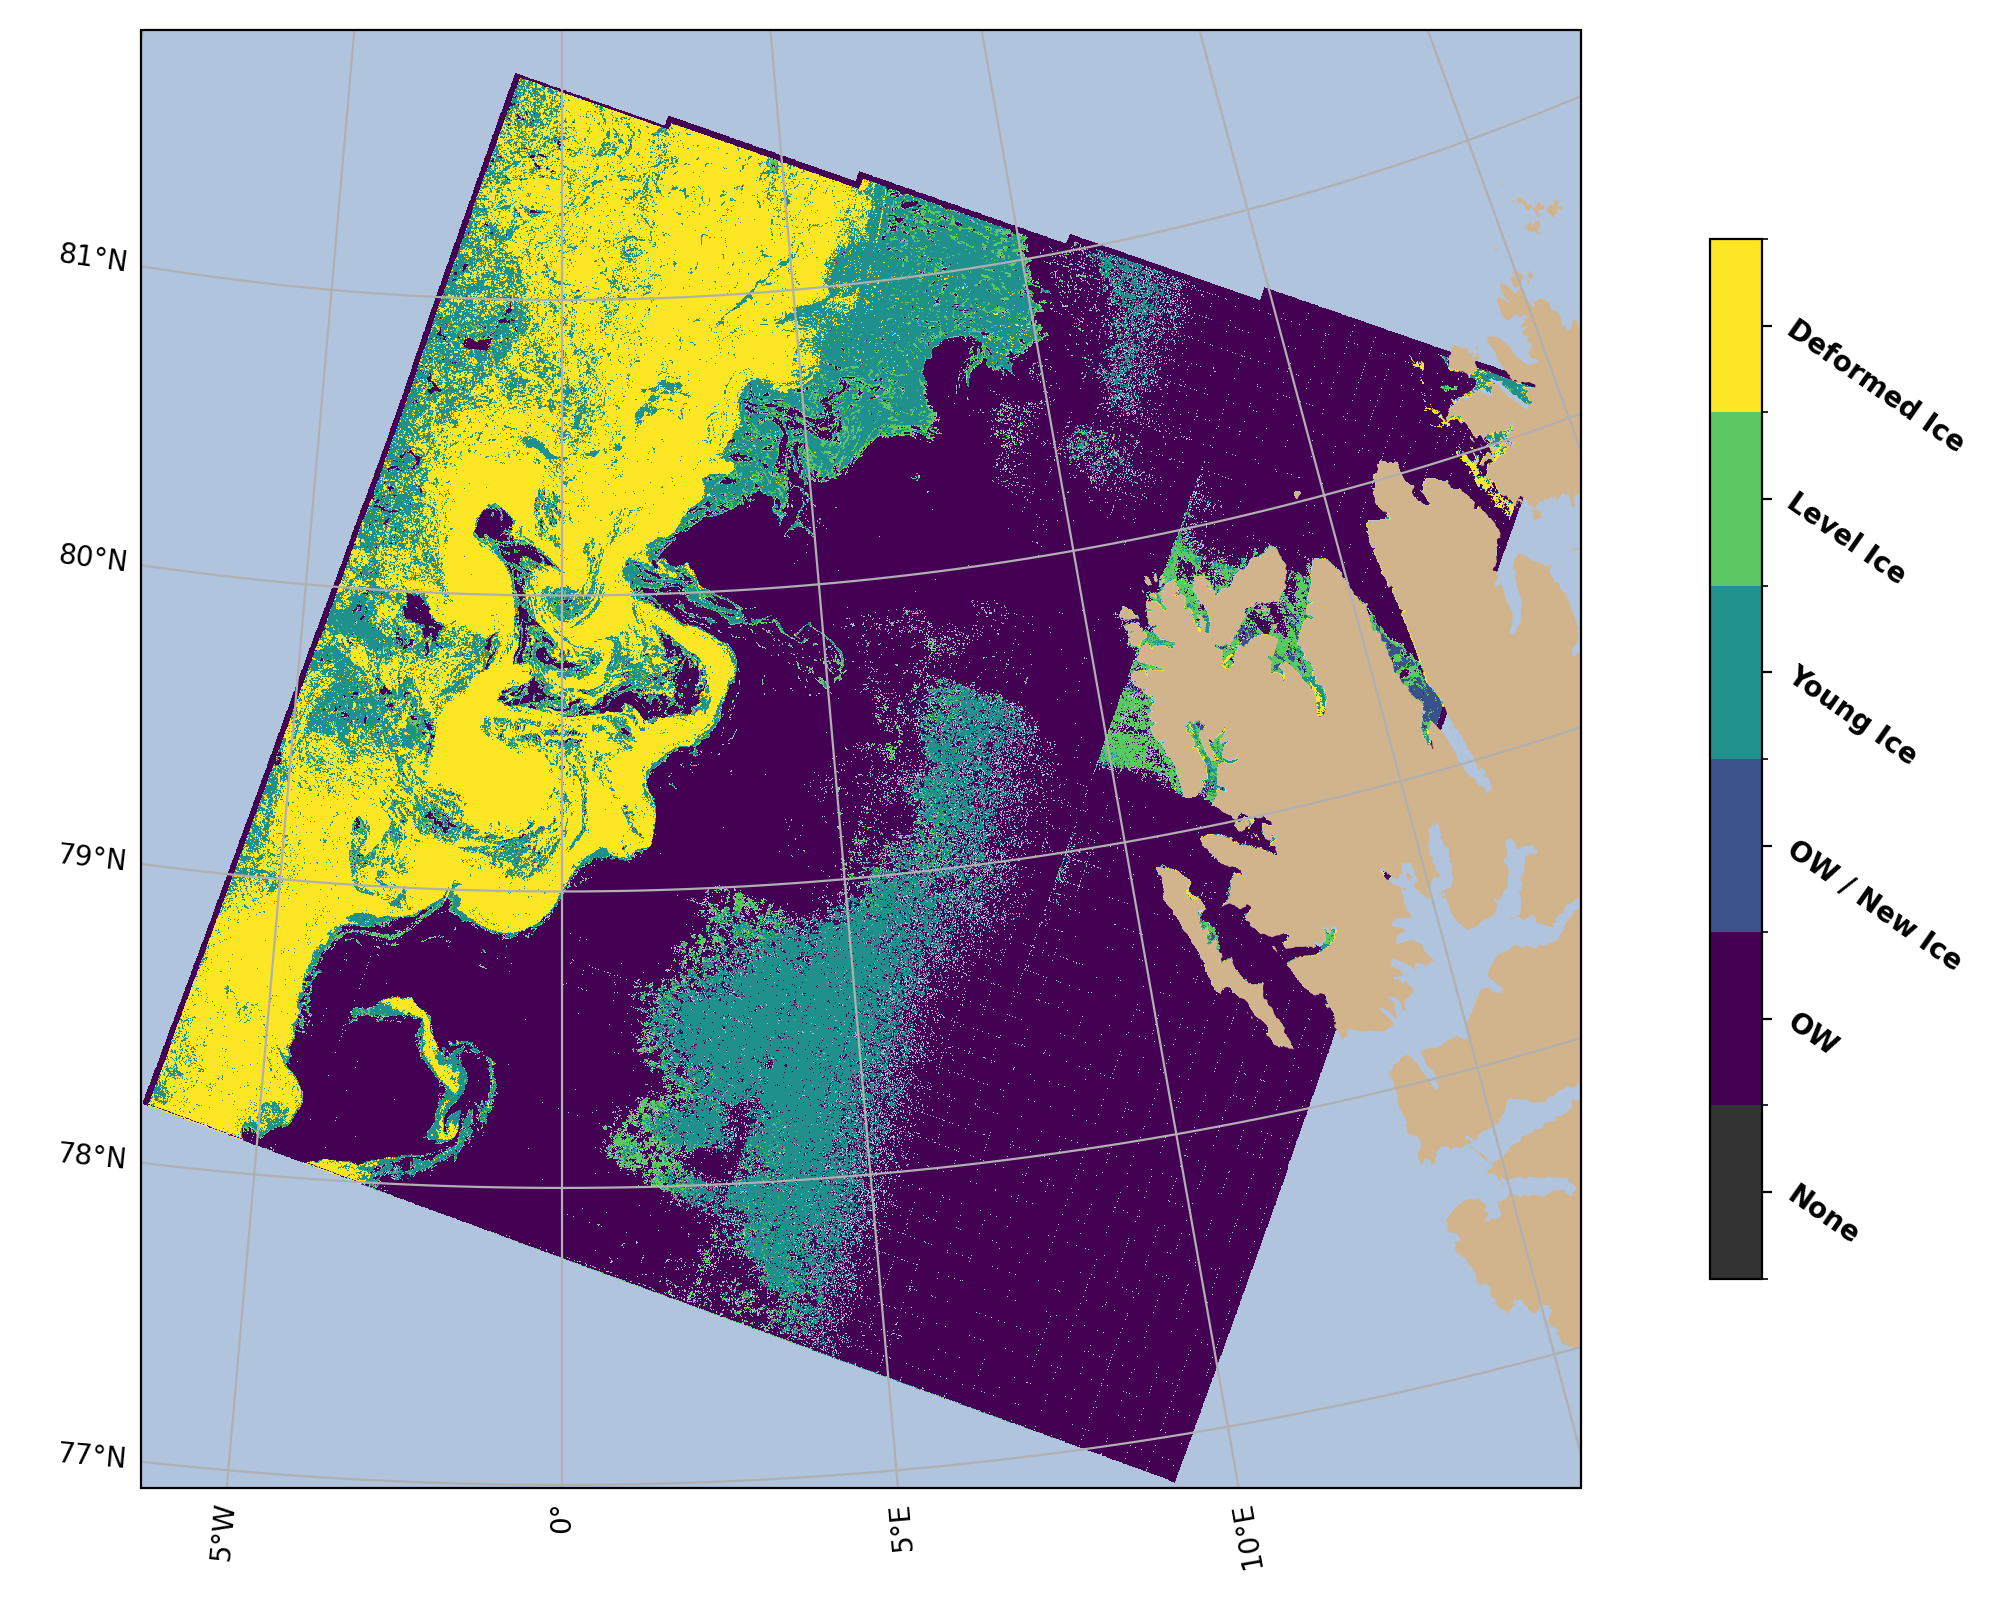 81°N
80°N
79°N
78°N
77°N
5°W
0°
5°E
10°E
Deformed Ice
Level Ice
Young Ice
OW / New Ice
OW
None